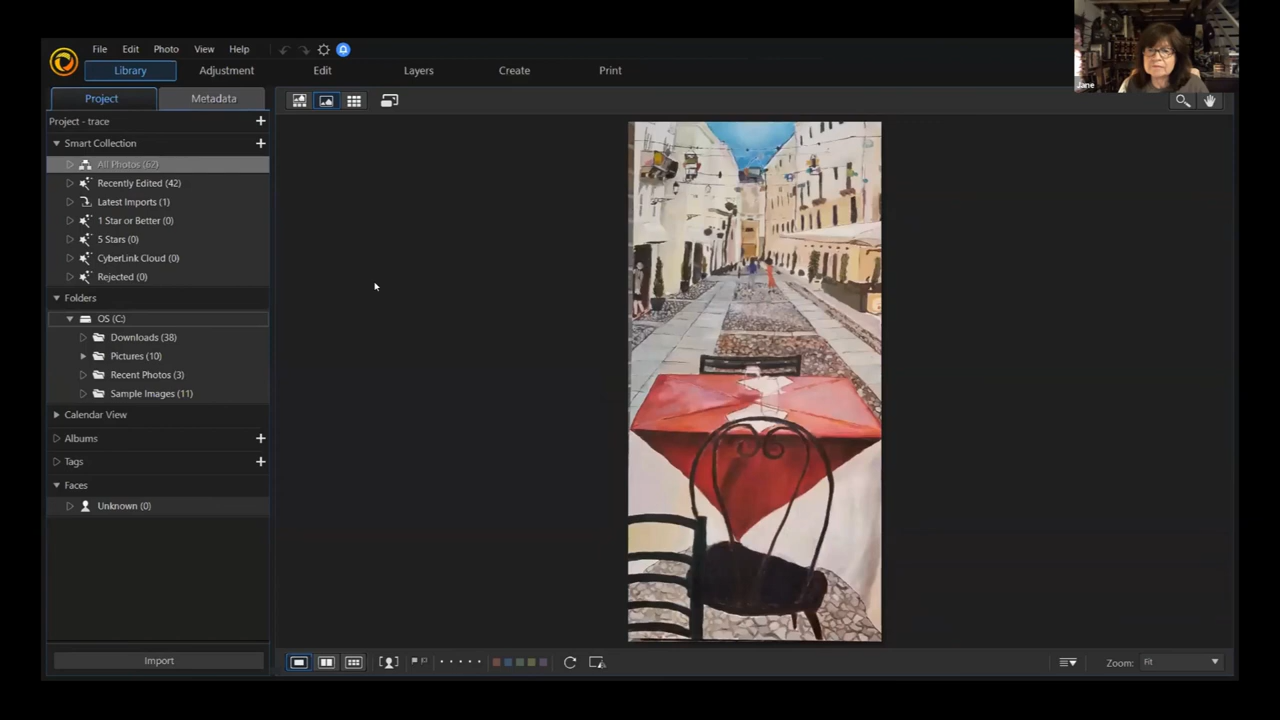 File Edit Photo View Help
Library Adjustment Edit Layers Create Print
Jane
Project Metadata
Project - trace
Smart Collection
All Photos (62)
Recently Edited (42)
Latest Imports (1)
1 Star or Better (0)
5 Stars (0)
CyberLink Cloud (0)
Rejected (0)
Folders
OS (C:)
Downloads (38)
Pictures (10)
Recent Photos (3)
Sample Images (11)
Calendar View
Albums
Tags
Faces
Unknown (0)
Import
Zoom: Fit